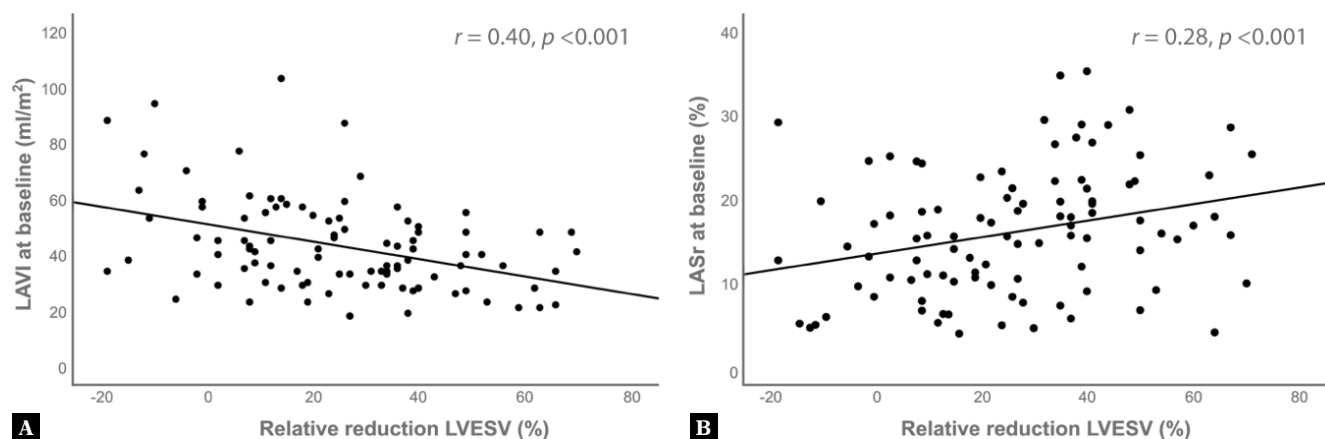 r = 0.40, p <0.001
LAVI at baseline (ml/m²)
120
100
80
60
40
20
0
-20 0 20 40 60 80
Relative reduction LVESV (%)
A
r = 0.28, p <0.001
LASr at baseline (%)
40
30
20
10
0
-20 0 20 40 60 80
Relative reduction LVESV (%)
B